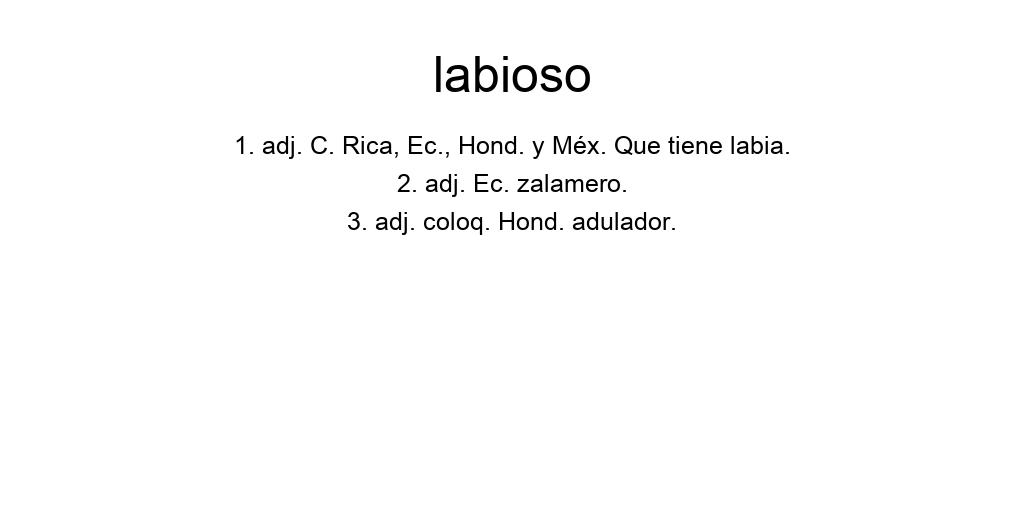 labioso
1. adj. C. Rica, Ec., Hond. y Méx. Que tiene labia.
2. adj. Ec. zalamero.
3. adj. coloq. Hond. adulador.